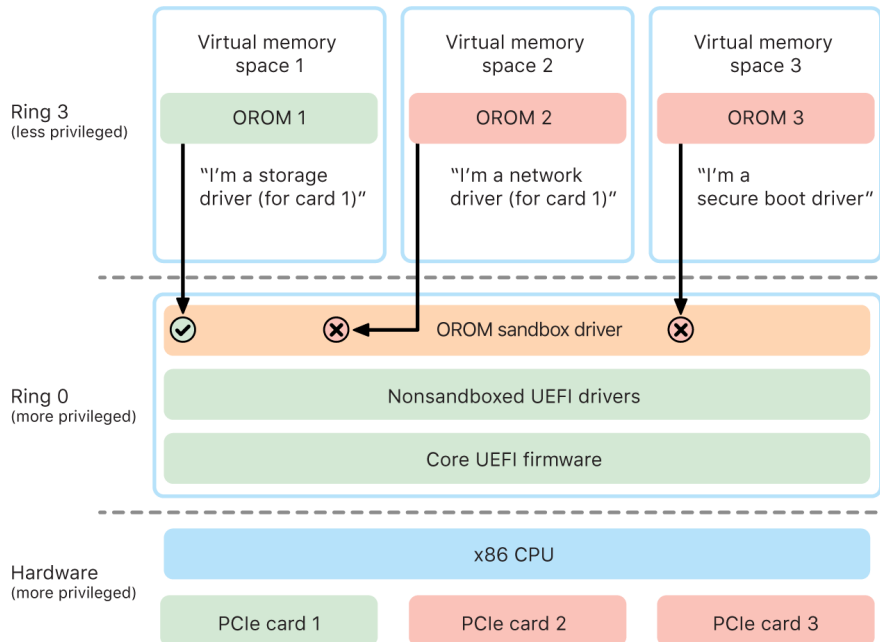 Virtual memory
space 1
Virtual memory
space 2
Virtual memory
space 3
Ring 3
(less privileged)
OROM 1
OROM 2
OROM 3
“I’m a storage
driver (for card 1)”
“I’m a network
driver (for card 1)”
“I’m a
secure boot driver”
OROM sandbox driver
Ring 0
(more privileged)
Nonsandboxed UEFI drivers
Core UEFI firmware
Hardware
(more privileged)
x86 CPU
PCIe card 1
PCIe card 2
PCIe card 3